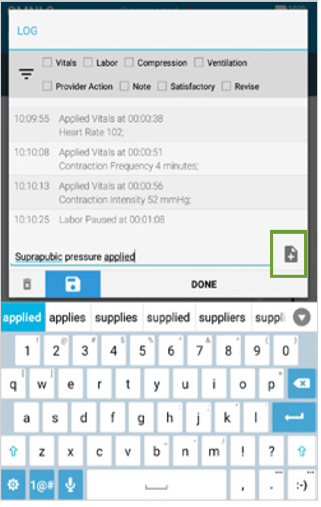 LOG
Vitals Labor Compression Ventilation
Provider Action Note Satisfactory Revise
10:09:55 Applied Vitals at 00:00:38
Heart Rate 102;
10:10:08 Applied Vitals at 00:00:51
Contraction Frequency 4 minutes;
10:10:13 Applied Vitals at 00:00:56
Contraction Intensity 52 mmHg;
10:10:25 Labor Paused at 00:01:08
Suprapubic pressure applied
DONE
applied applies supplies supplied suppliers suppli
1 2 3 4 5 6 7 8 9 0
q w e r t y u i o p
a s d f g h j k l
z x c v b n m ! ?
1@# , . :-)